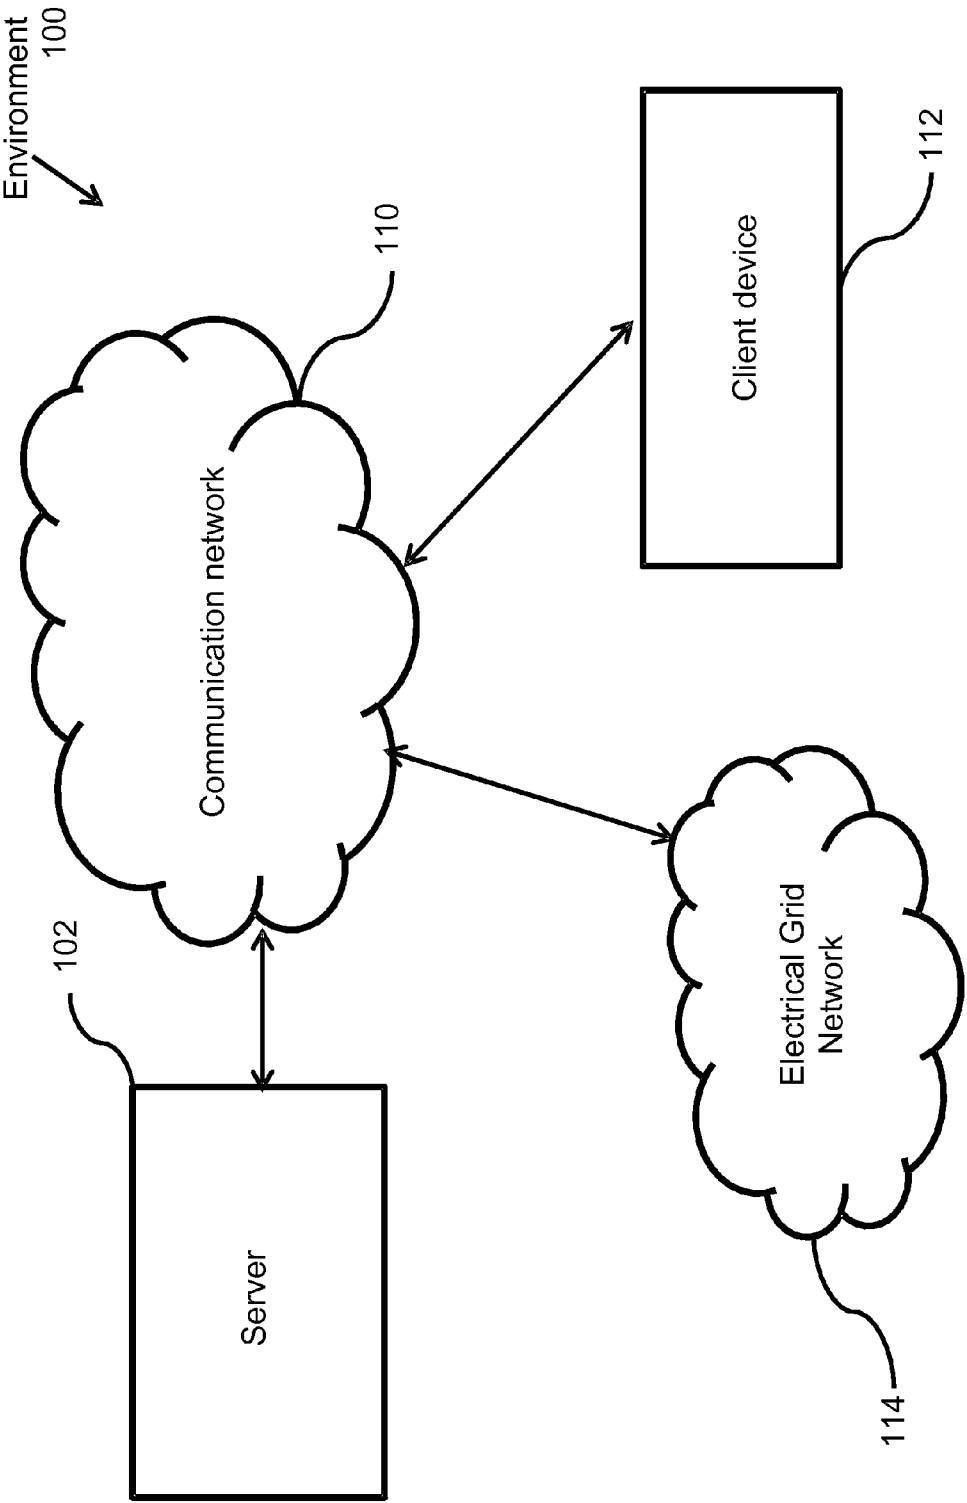 Environment
100
110
Communication network
102
Server
112
Client device
Electrical Grid
Network
114